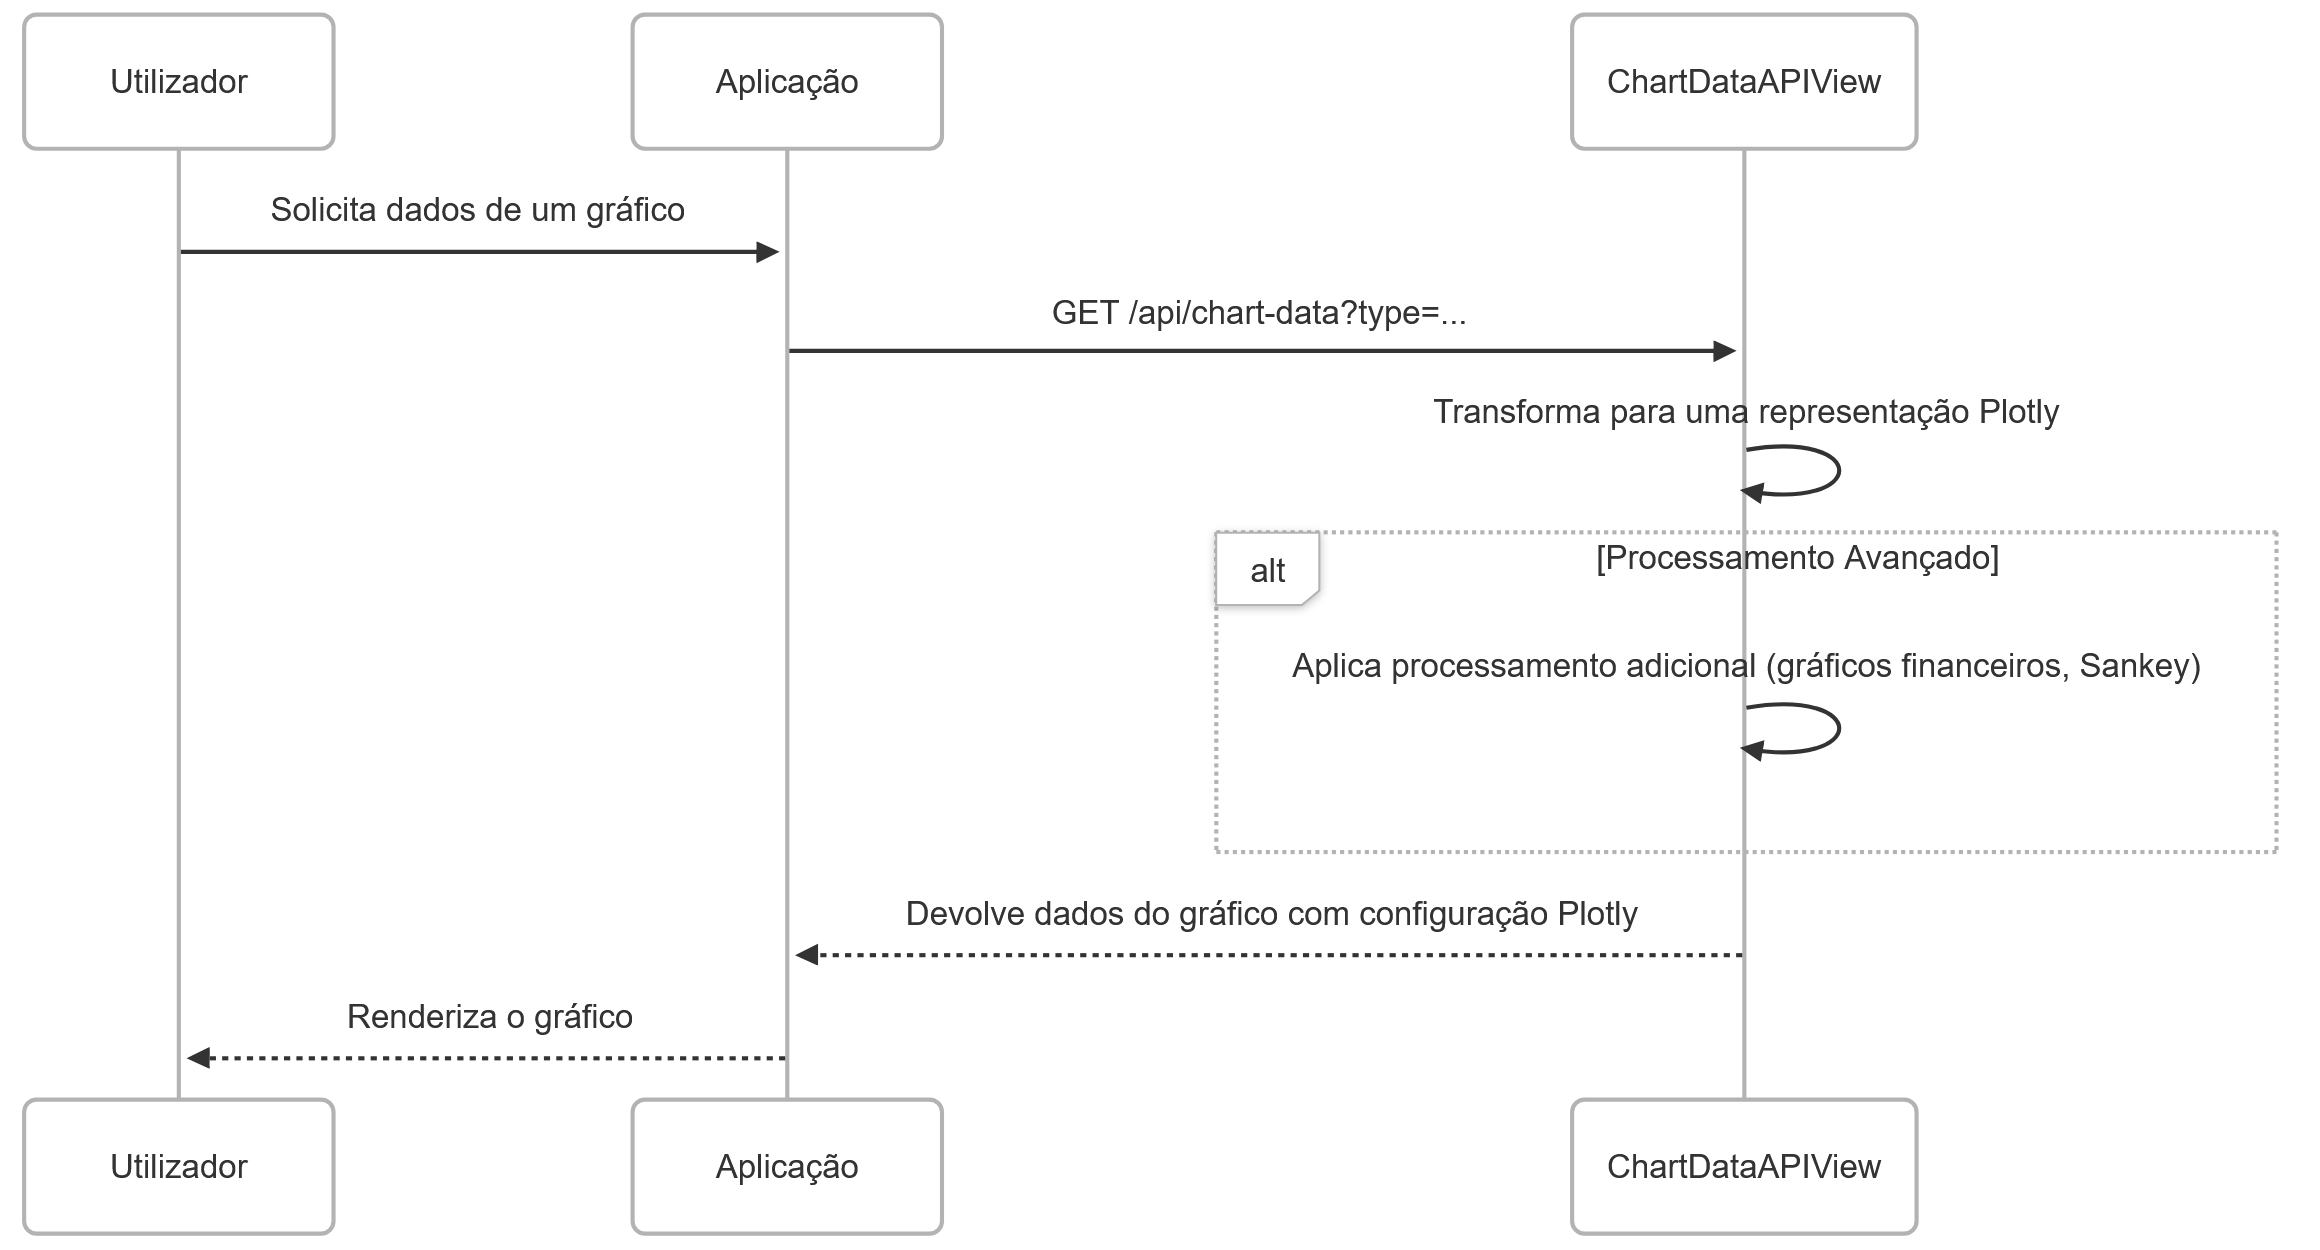 Utilizador
Aplicação
ChartDataAPIView
Solicita dados de um gráfico
GET /api/chart-data?type=...
Transforma para uma representação Plotly
alt
[Processamento Avançado]
Aplica processamento adicional (gráficos financeiros, Sankey)
Devolve dados do gráfico com configuração Plotly
Renderiza o gráfico
Utilizador
Aplicação
ChartDataAPIView